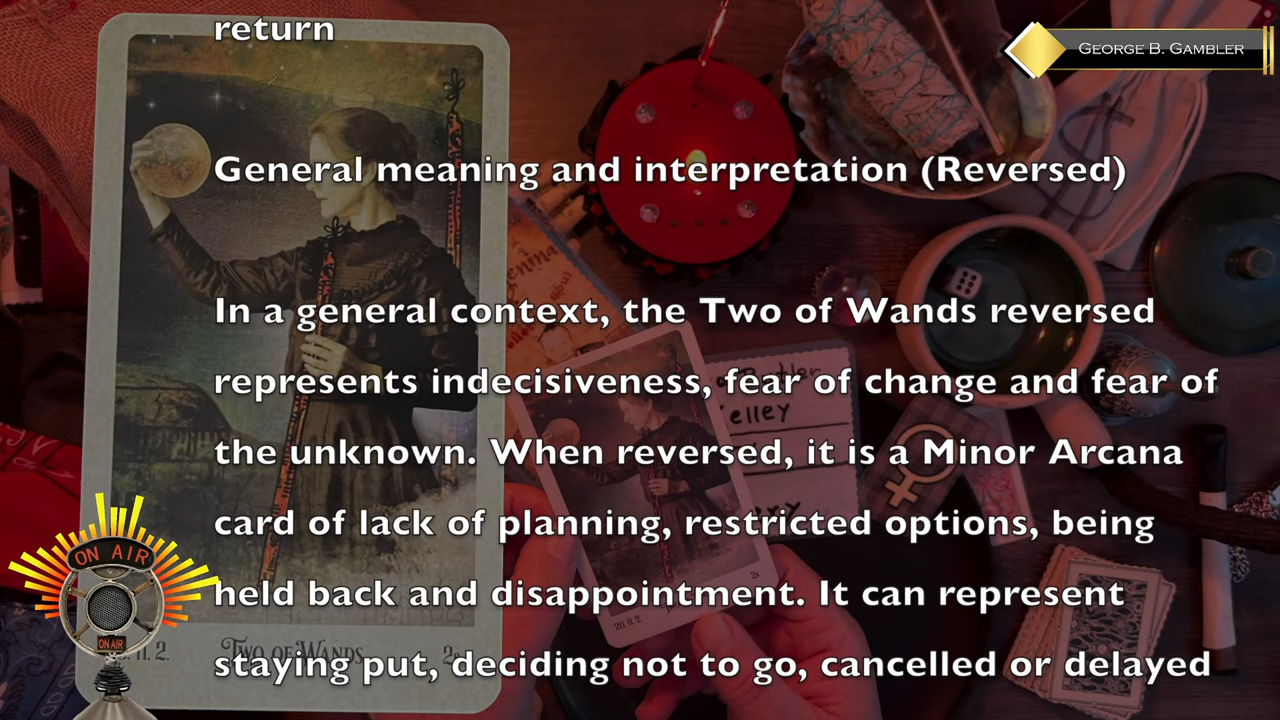 return
GEORGE B. GAMBLER
General meaning and interpretation (Reversed)
In a general context, the Two of Wands reversed
represents indecisiveness, fear of change and fear of
the unknown. When reversed, it is a Minor Arcana
card of lack of planning, restricted options, being
held back and disappointment. It can represent
staying put, deciding not to go, cancelled or delayed
ON AIR
ON AIR
TWO OF WANDS
elley